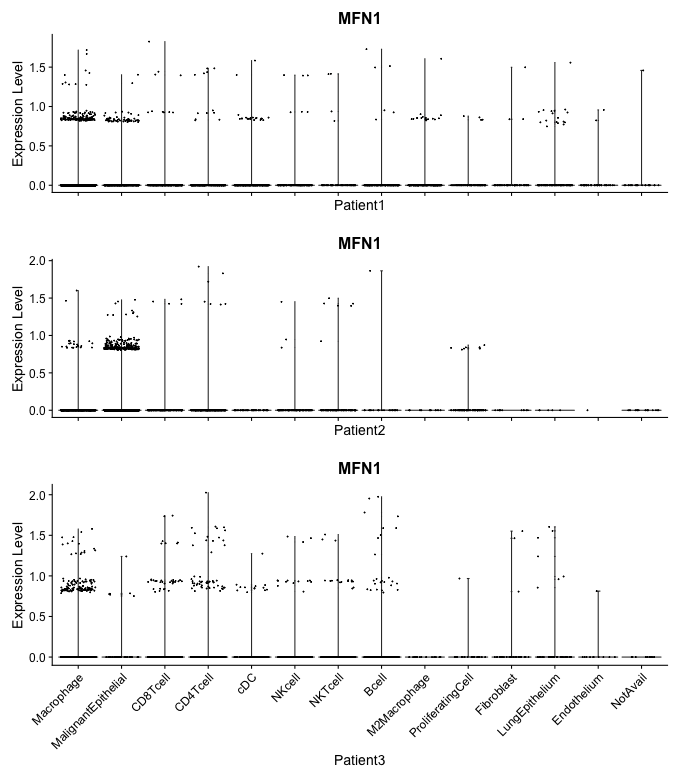 MFN1
Expression Level
1.5
1.0
0.5
0.0
Patient1
MFN1
Expression Level
2.0
1.5
1.0
0.5
0.0
Patient2
MFN1
Expression Level
2.0
1.5
1.0
0.5
0.0
Macrophage
MalignantEpithelial
CD8Tcell
CD4Tcell
cDC
NKcell
NKTcell
Bcell
M2Macrophage
ProliferatingCell
Fibroblast
LungEpithelium
Endothelium
NotAvail
Patient3